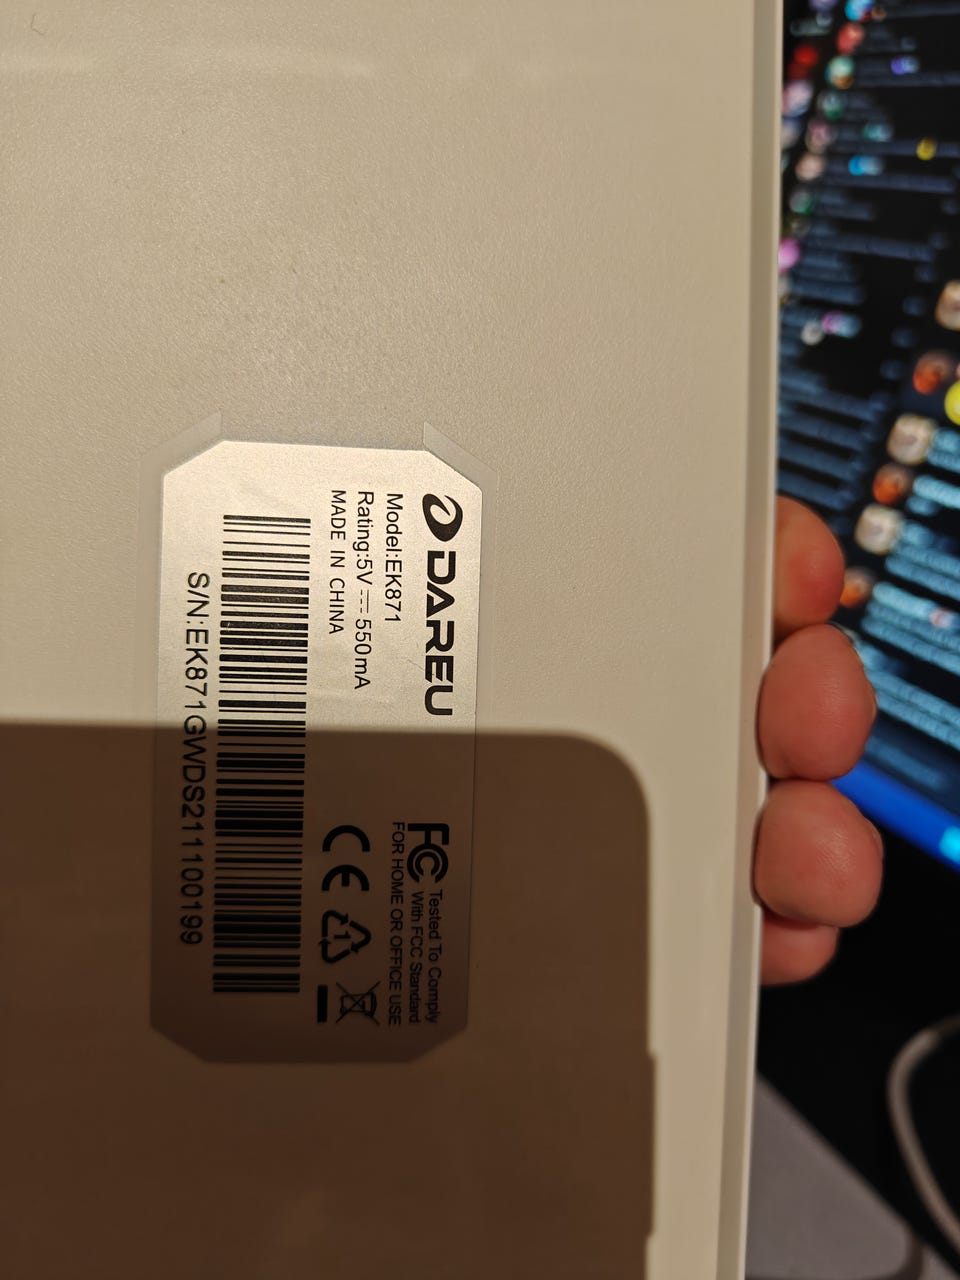 DAREU
Model:EK871
Rating:5V ⎓ 550mA
MADE IN CHINA
S/N:EK871GWDS211100199
FC Tested To Comply
With FCC Standard
FOR HOME OR OFFICE USE
CE
1